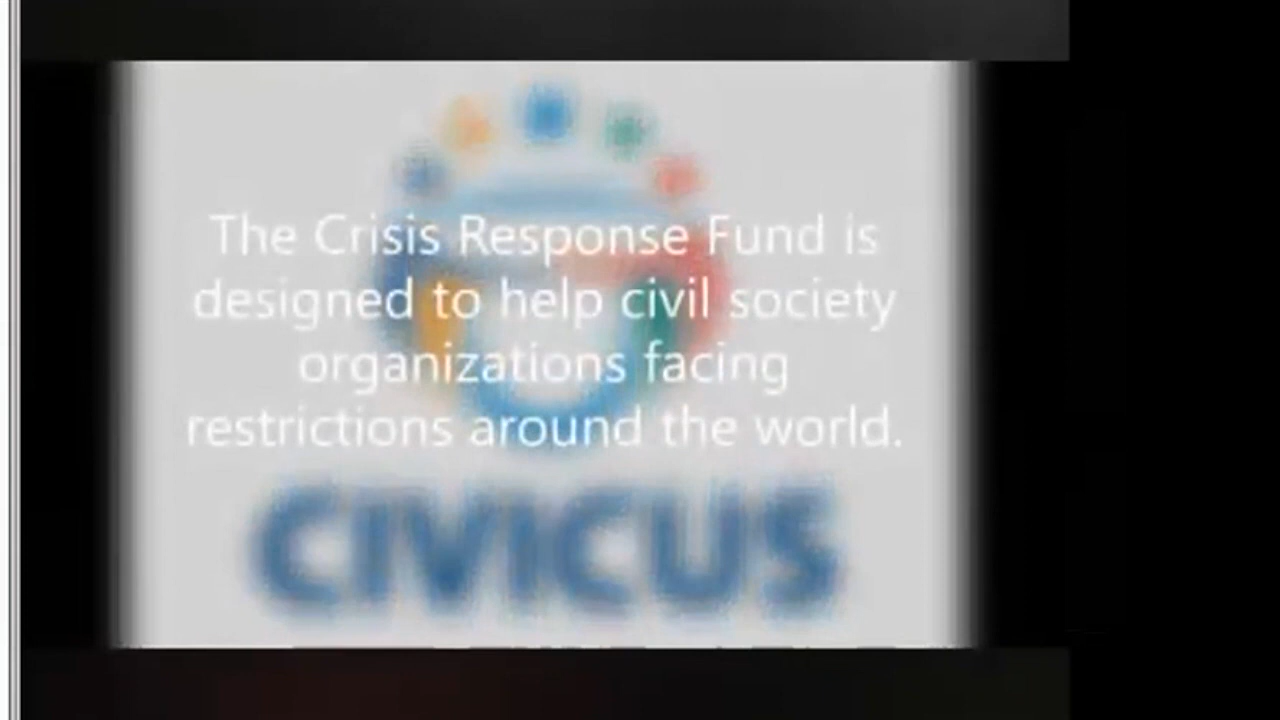 The Crisis Response Fund is
designed to help civil society
organizations facing
restrictions around the world.
CIVICUS